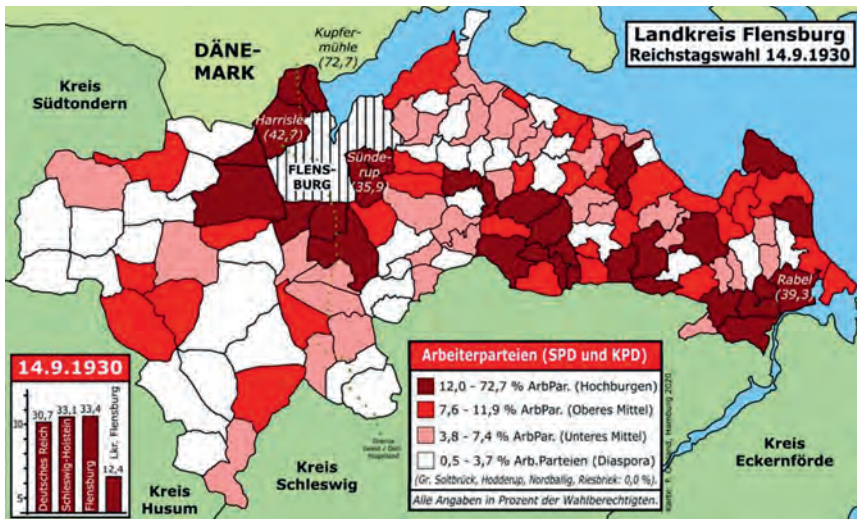 Landkreis Flensburg
Reichstagswahl 14.9.1930
DÄNE-
MARK
Kupfer-
mühle
(72,7)
Kreis
Südtondern
Harrislee
(42,7)
FLENS-
BURG
Sünde-
rup
(35,9)
Rabel
(39,3)
14.9.1930
10
5
30,7
33,1
33,4
12,4
Deutsches Reich
Schleswig-Holstein
Flensburg
Lkr. Flensburg
Arbeiterparteien (SPD und KPD)
12,0 - 72,7 % ArbPar. (Hochburgen)
7,6 - 11,9 % ArbPar. (Oberes Mittel)
3,8 - 7,4 % ArbPar. (Unteres Mittel)
0,5 - 3,7 % Arb.Parteien (Diaspora)
(Gr. Soltbrück, Hodderup, Nordballig, Riesbriek: 0,0 %).
Alle Angaben in Prozent der Wahlberechtigten.
Hamburg 2020
Kreis
Husum
Kreis
Schleswig
Kreis
Eckernförde